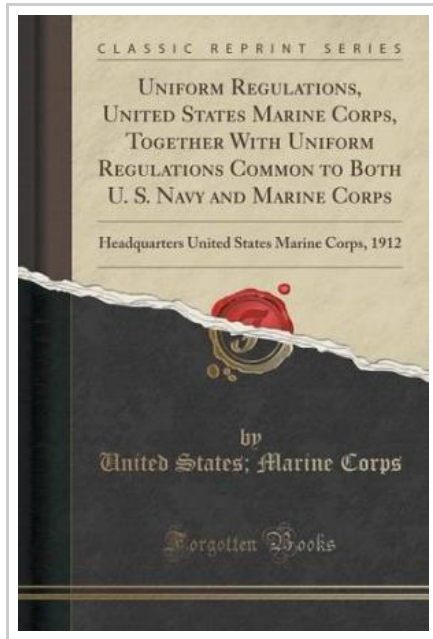 CLASSIC REPRINT SERIES
UNIFORM REGULATIONS,
UNITED STATES MARINE CORPS,
TOGETHER WITH UNIFORM
REGULATIONS COMMON TO BOTH
U. S. NAVY AND MARINE CORPS
Headquarters United States Marine Corps, 1912
by
United States; Marine Corps
Forgotten Books